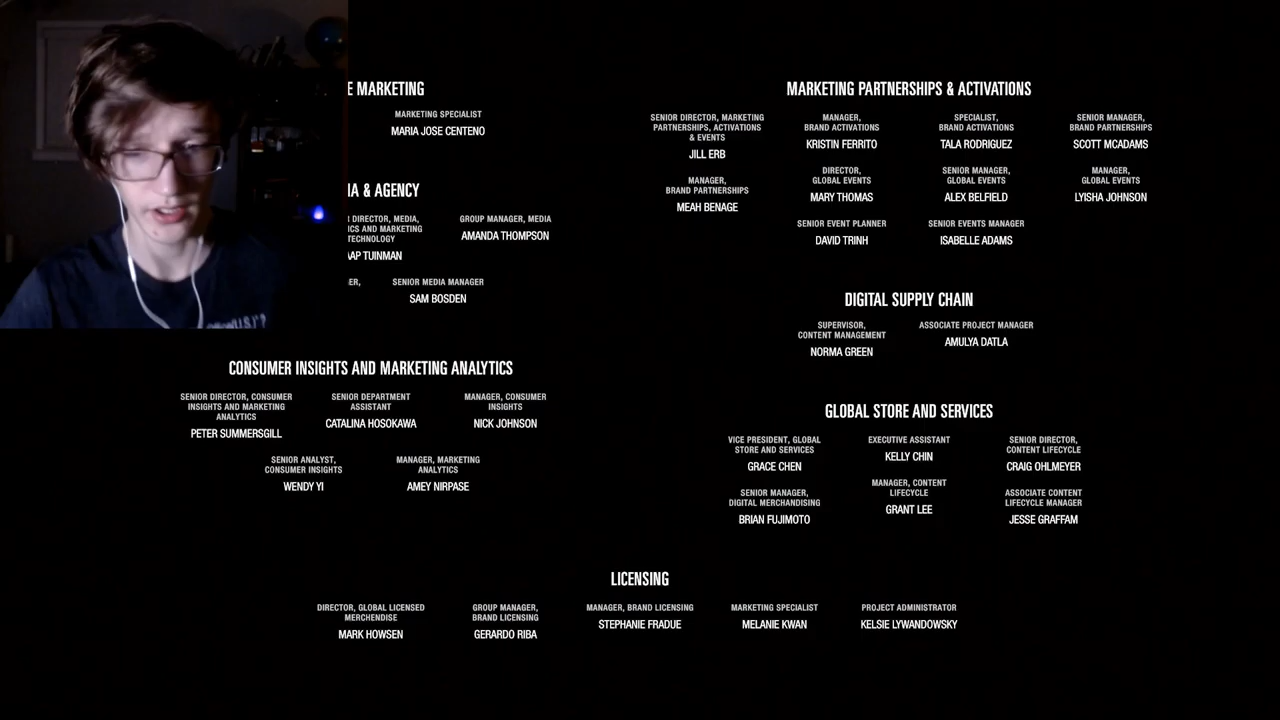 E MARKETING
MARKETING SPECIALIST
MARIA JOSE CENTENO
IA & AGENCY
DIRECTOR, MEDIA,
ICS AND MARKETING
TECHNOLOGY
AAP TUINMAN
GROUP MANAGER, MEDIA
AMANDA THOMPSON
ER,
SENIOR MEDIA MANAGER
SAM BOSDEN
CONSUMER INSIGHTS AND MARKETING ANALYTICS
SENIOR DIRECTOR, CONSUMER
INSIGHTS AND MARKETING
ANALYTICS
PETER SUMMERSGILL
SENIOR DEPARTMENT
ASSISTANT
CATALINA HOSOKAWA
MANAGER, CONSUMER
INSIGHTS
NICK JOHNSON
SENIOR ANALYST,
CONSUMER INSIGHTS
WENDY YI
MANAGER, MARKETING
ANALYTICS
AMEY NIRPASE
MARKETING PARTNERSHIPS & ACTIVATIONS
SENIOR DIRECTOR, MARKETING
PARTNERSHIPS, ACTIVATIONS
& EVENTS
JILL ERB
MANAGER,
BRAND ACTIVATIONS
KRISTIN FERRITO
SPECIALIST,
BRAND ACTIVATIONS
TALA RODRIGUEZ
SENIOR MANAGER,
BRAND PARTNERSHIPS
SCOTT MCADAMS
MANAGER,
BRAND PARTNERSHIPS
MEAH BENAGE
DIRECTOR,
GLOBAL EVENTS
MARY THOMAS
SENIOR MANAGER,
GLOBAL EVENTS
ALEX BELFIELD
MANAGER,
GLOBAL EVENTS
LYISHA JOHNSON
SENIOR EVENT PLANNER
DAVID TRINH
SENIOR EVENTS MANAGER
ISABELLE ADAMS
DIGITAL SUPPLY CHAIN
SUPERVISOR,
CONTENT MANAGEMENT
NORMA GREEN
ASSOCIATE PROJECT MANAGER
AMULYA DATLA
GLOBAL STORE AND SERVICES
VICE PRESIDENT, GLOBAL
STORE AND SERVICES
GRACE CHEN
EXECUTIVE ASSISTANT
KELLY CHIN
SENIOR DIRECTOR,
CONTENT LIFECYCLE
CRAIG OHLMEYER
SENIOR MANAGER,
DIGITAL MERCHANDISING
BRIAN FUJIMOTO
MANAGER, CONTENT
LIFECYCLE
GRANT LEE
ASSOCIATE CONTENT
LIFECYCLE MANAGER
JESSE GRAFFAM
LICENSING
DIRECTOR, GLOBAL LICENSED
MERCHENDISE
MARK HOWSEN
GROUP MANAGER,
BRAND LICENSING
GERARDO RIBA
MANAGER, BRAND LICENSING
STEPHANIE FRADUE
MARKETING SPECIALIST
MELANIE KWAN
PROJECT ADMINISTRATOR
KELSIE LYWANDOWSKY